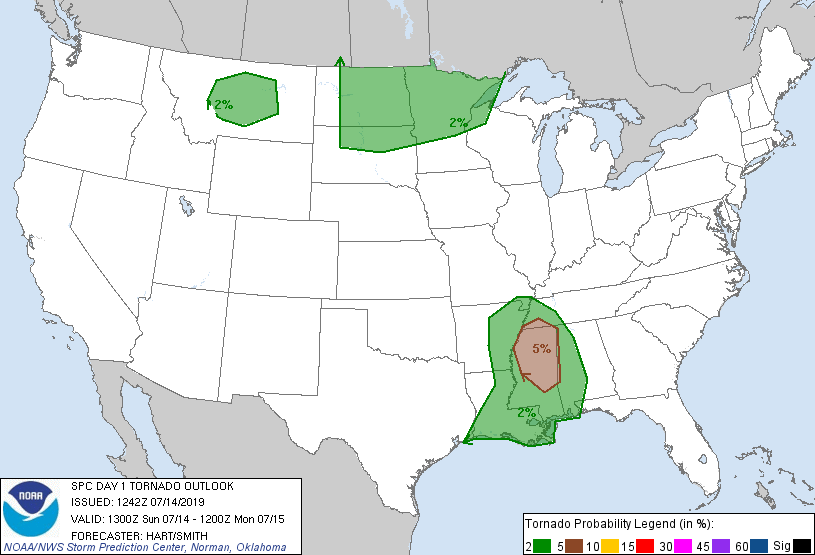 2%
2%
5%
2%
NOAA
SPC DAY 1 TORNADO OUTLOOK
ISSUED: 1242Z 07/14/2019
VALID: 1300Z Sun 07/14 - 1200Z Mon 07/15
FORECASTER: HART/SMITH
NOAA/NWS Storm Prediction Center, Norman, Oklahoma
Tornado Probability Legend (in %):
2 5 10 15 30 45 60 Sig